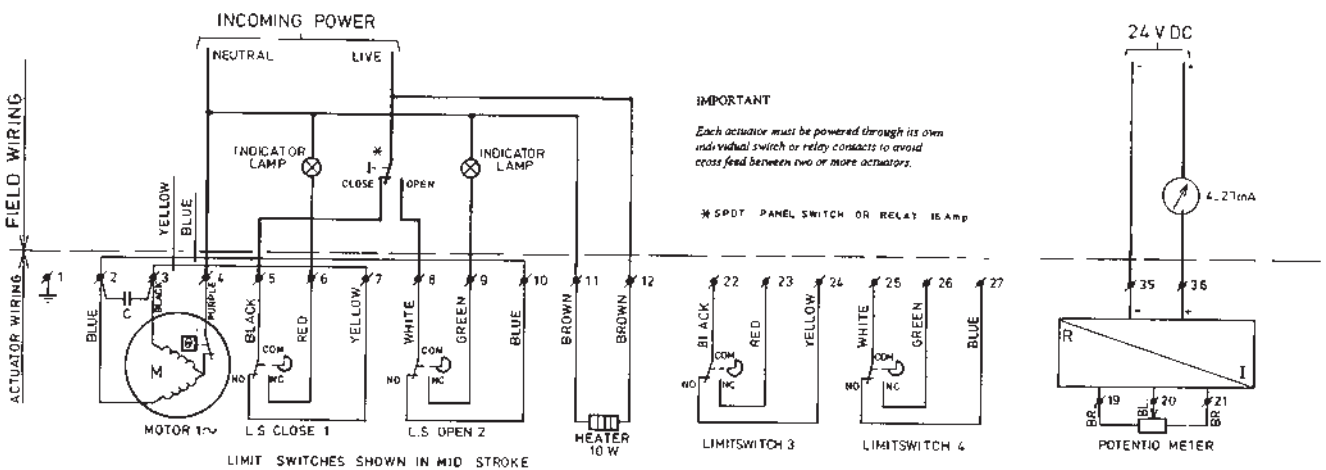 INCOMING POWER
NEUTRAL
LIVE
24 V DC
-
+
FIELD WIRING
ACTUATOR WIRING
INDICATOR
LAMP
*
CLOSE
OPEN
INDICATOR
LAMP
YELLOW
BLUE
IMPORTANT
Each actuator must be powered through its own
individual switch or relay contacts to avoid
cross feed between two or more actuators.
* SPDT PANEL SWITCH OR RELAY 16 Amp
4_27mA
1
2
3
4
5
6
7
8
9
10
11
12
22
23
24
25
26
27
35
36
C
BLUE
BLACK
PURPLE
BLACK
RED
YELLOW
WHITE
GREEN
BLUE
BROWN
BROWN
BLACK
RED
YELLOW
WHITE
GREEN
BLUE
M
COM
NO
NC
COM
NO
NC
COM
NO
NC
COM
NO
NC
-
+
R
I
19
20
21
BR
BL
BR
MOTOR 1~
L.S CLOSE 1
L.S OPEN 2
HEATER
10 W
LIMITSWITCH 3
LIMITSWITCH 4
POTENTIO METER
LIMIT SWITCHES SHOWN IN MID STROKE